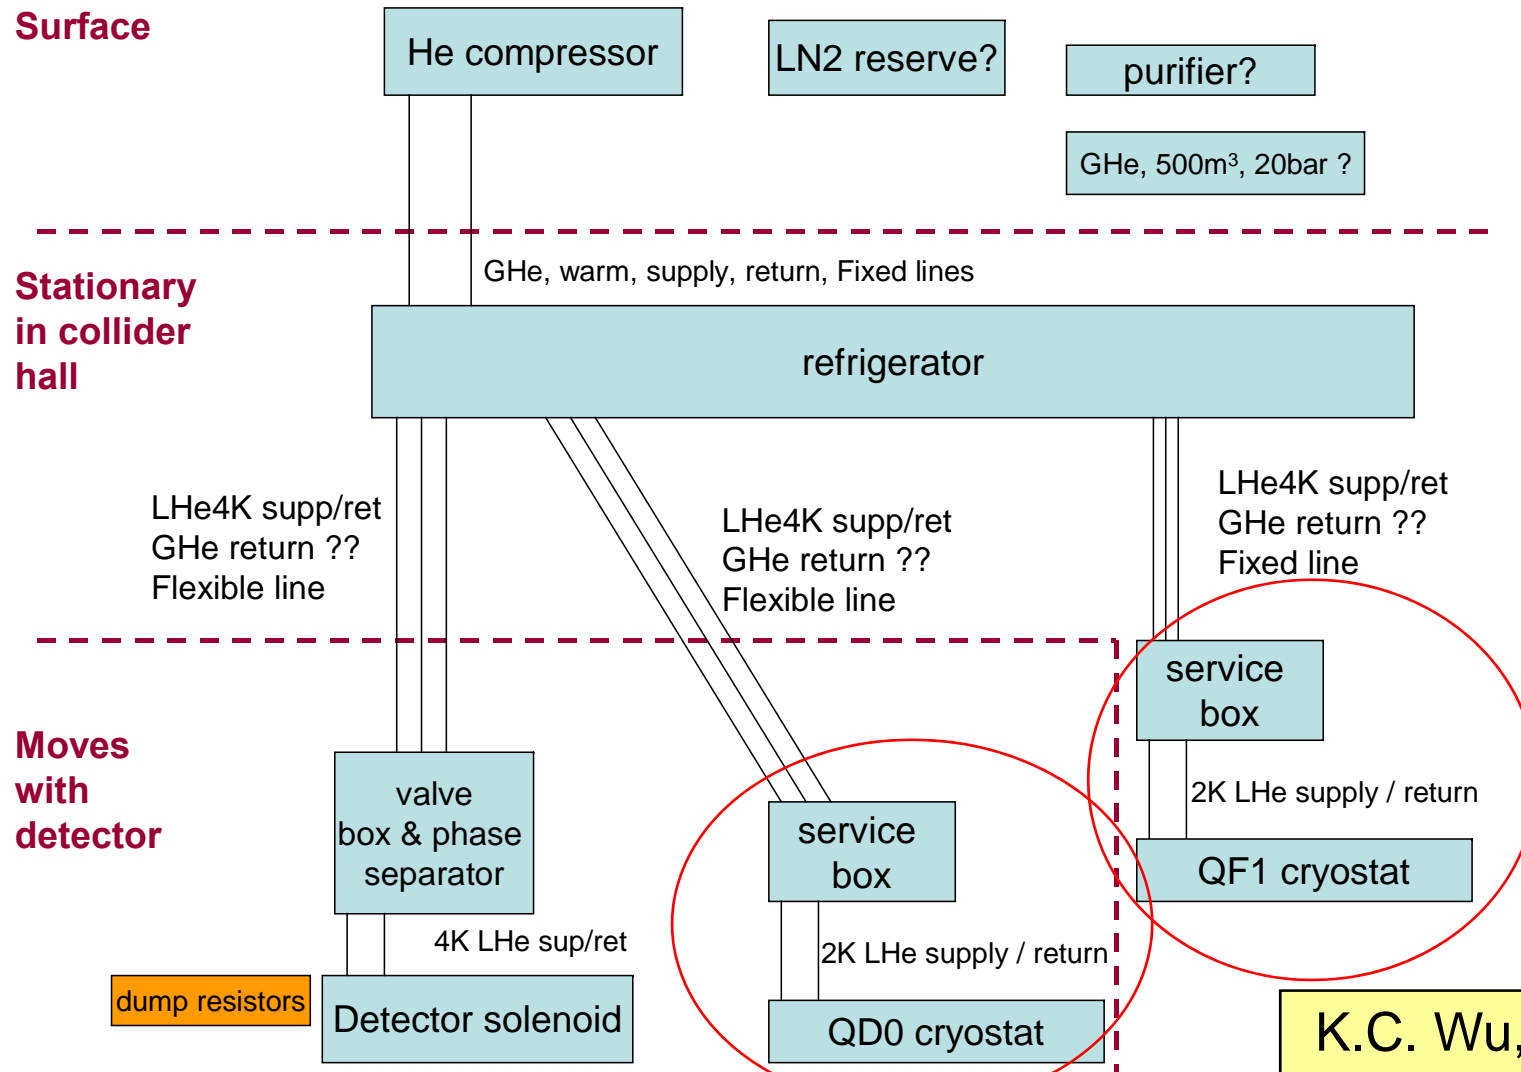 Surface
He compressor
LN2 reserve?
purifier?
GHe, 500m³, 20bar ?
GHe, warm, supply, return, Fixed lines
Stationary
in collider
hall
refrigerator
LHe4K supp/ret
GHe return ??
Flexible line
LHe4K supp/ret
GHe return ??
Flexible line
LHe4K supp/ret
GHe return ??
Fixed line
Moves
with
detector
valve
box & phase
separator
service
box
service
box
2K LHe supply / return
QF1 cryostat
4K LHe sup/ret
2K LHe supply / return
dump resistors
Detector solenoid
QD0 cryostat
K.C. Wu,